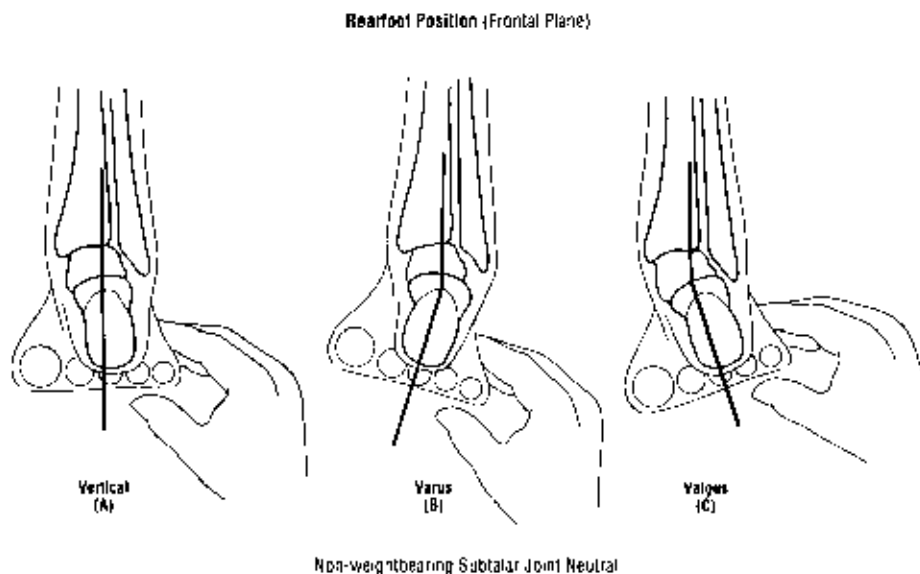 Rearfoot Position (Frontal Plane)
Vertical
(A)
Varus
(B)
Valgus
(C)
Non-weightbearing Subtalar Joint Neutral